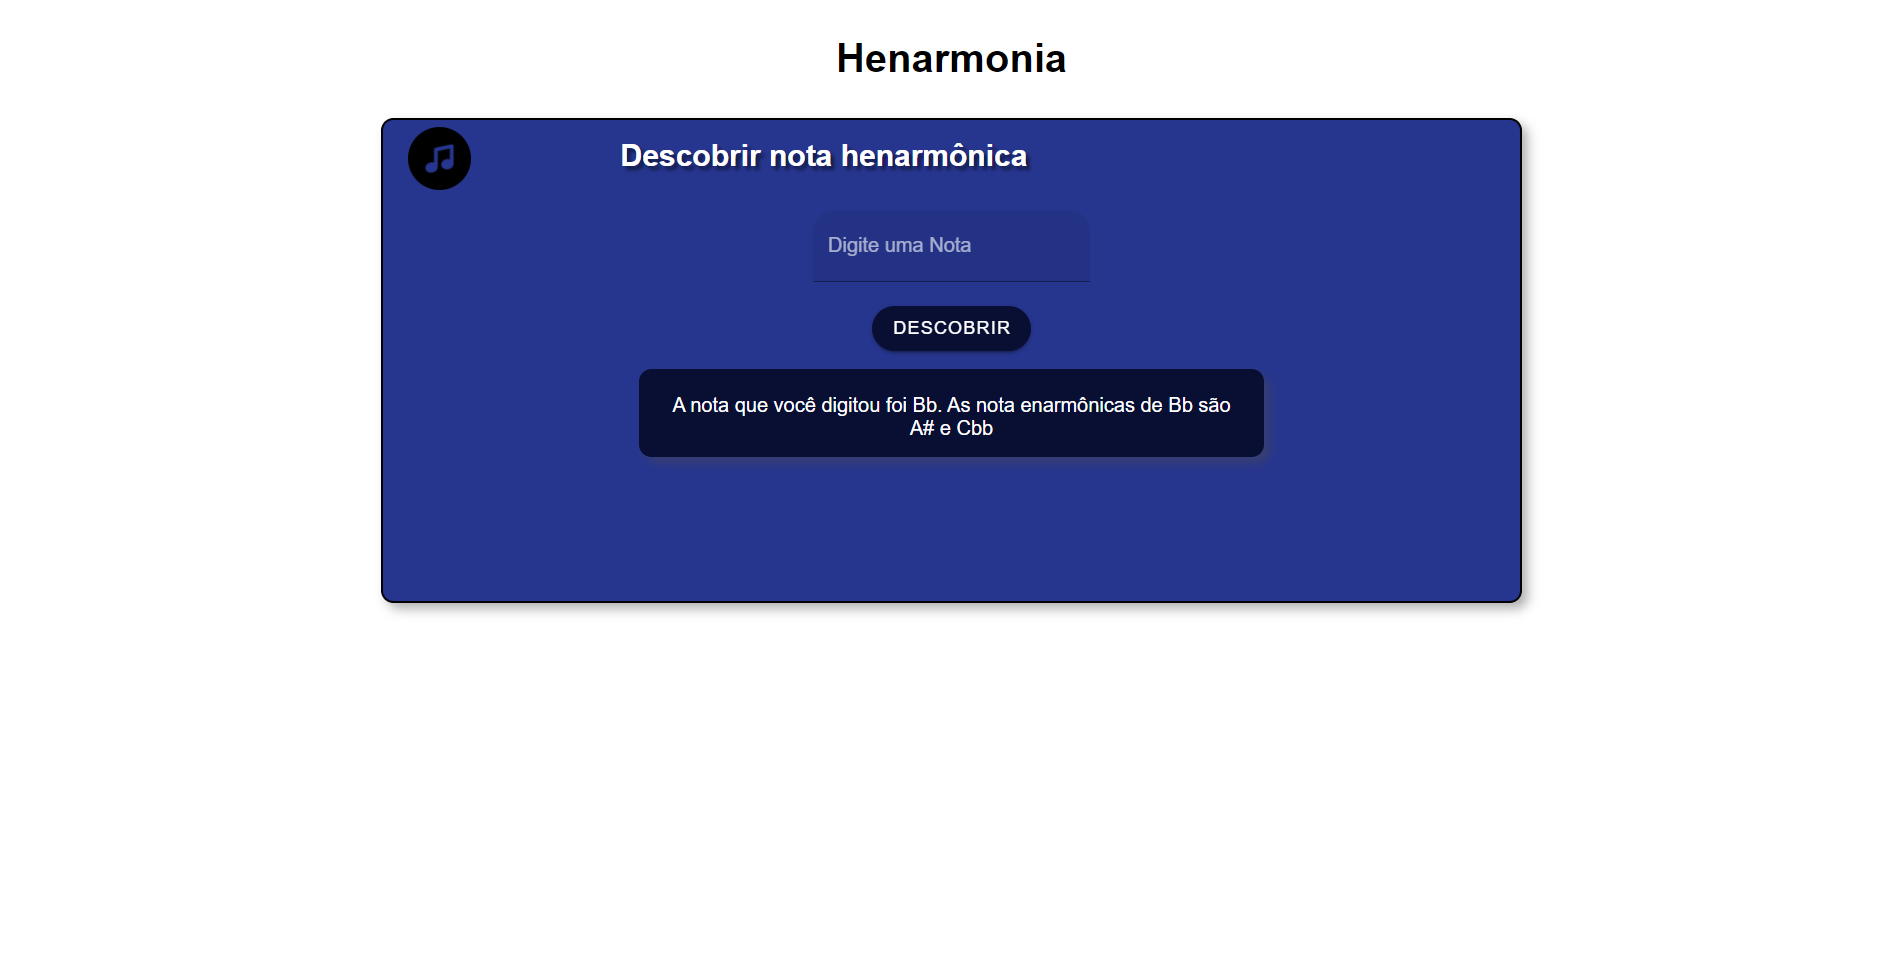 Henarmonia
Descobrir nota henarmônica
Digite uma Nota
DESCOBRIR
A nota que você digitou foi Bb. As nota enarmônicas de Bb são
A# e Cbb